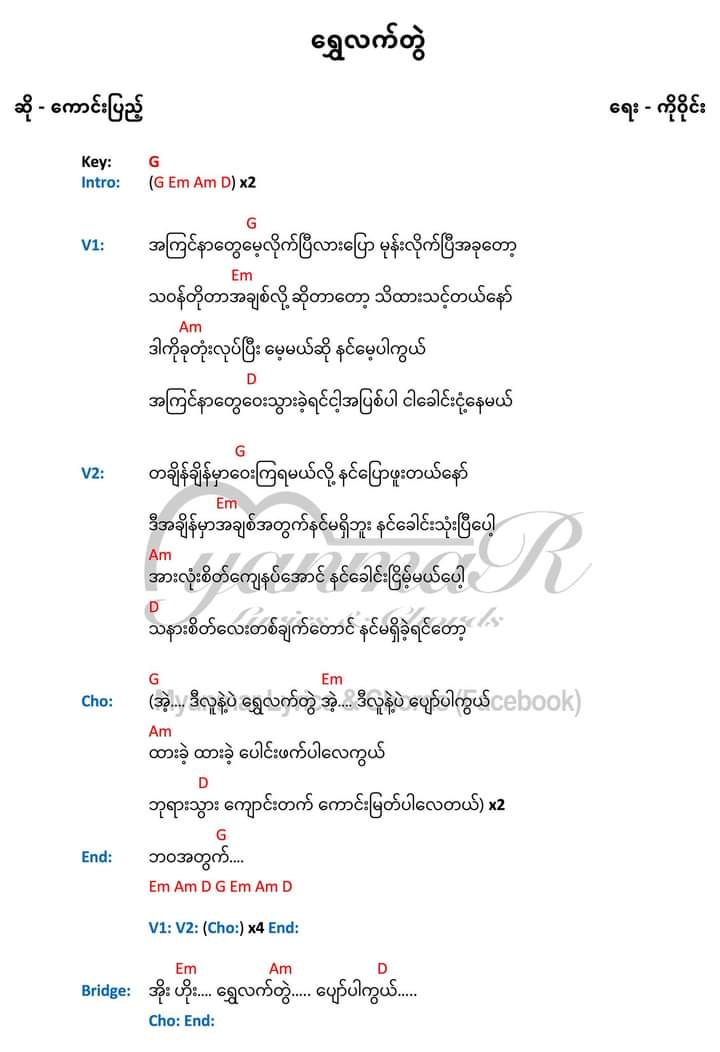 ရွှေလက်တွဲ
ဆို - ကောင်းပြည့် ရေး - ကိုဝိုင်း
Key: G
Intro: (G Em Am D) x2
G
V1: အကြင်နာတွေမေ့လိုက်ပြီလားပြော မုန်းလိုက်ပြီအခုတော့
Em
သဝန်တိုတာအချစ်လို့ ဆိုတာတော့ သိထားသင့်တယ်နော်
Am
ဒါကိုခုတုံးလုပ်ပြီး မေ့မယ်ဆို နင်မေ့ပါကွယ်
D
အကြင်နာတွေဝေးသွားခဲ့ရင်ငါ့အပြစ်ပါ ငါခေါင်းငုံ့နေမယ်
G
V2: တချိန်ချိန်မှာဝေးကြရမယ်လို့ နင်ပြောဖူးတယ်နော်
Em
ဒီအချိန်မှာအချစ်အတွက်နင်မရှိဘူး နင်ခေါင်းသုံးပြီပေါ့
Am
အားလုံးစိတ်ကျေနပ်အောင် နင်ခေါင်းငြိမ့်မယ်ပေါ့
D
သနားစိတ်လေးတစ်ချက်တောင် နင်မရှိခဲ့ရင်တော့
yanmaR
Lyrics & Chords
G Em
Cho: (အဲ့.... ဒီလူနဲ့ပဲ ရွှေလက်တွဲ အဲ့.... ဒီလူနဲ့ပဲ ပျော်ပါကွယ်
Myanmar Lyrics & Chords (Facebook)
Am
ထားခဲ့ ထားခဲ့ ပေါင်းဖက်ပါလေကွယ်
D
ဘုရားသွား ကျောင်းတက် ကောင်းမြတ်ပါလေတယ်) x2
G
End: ဘဝအတွက်....
Em Am D G Em Am D
V1: V2: (Cho:) x4 End:
Em Am D
Bridge: အိုး ဟိုး.... ရွှေလက်တွဲ..... ပျော်ပါကွယ်.....
Cho: End: